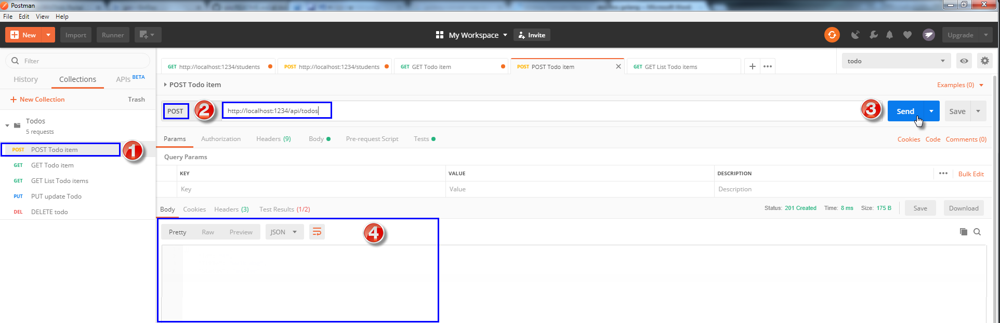 Postman
File Edit View Help
New Import Runner My Workspace Invite Upgrade
Filter
History Collections APIs BETA
New Collection Trash
Todos
5 requests
POST POST Todo item 1
GET GET Todo item
GET GET List Todo items
PUT PUT update Todo
DEL DELETE todo
GET http://localhost:1234/students POST http://localhost:1234/students GET GET Todo item POST POST Todo item GET GET List Todo items todo
POST Todo item Examples (0)
POST 2 http://localhost:1234/api/todos 3 Send Save
Params Authorization Headers (9) Body Pre-request Script Tests Cookies Code Comments (0)
Query Params
KEY VALUE DESCRIPTION Bulk Edit
Key Value Description
Body Cookies Headers (3) Test Results (1/2) Status: 201 Created Time: 8 ms Size: 175 B Save Download
Pretty Raw Preview JSON 4